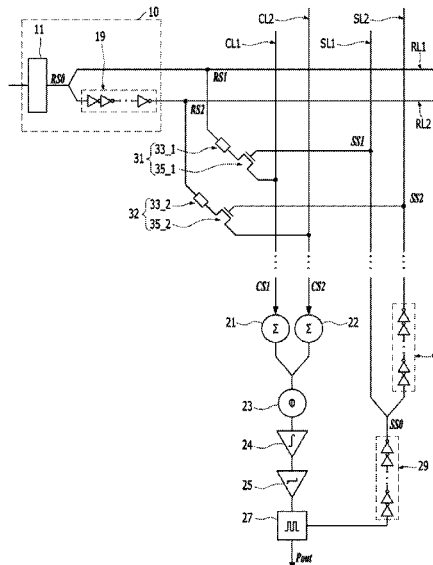 10
CL2
SL2
11
19
CL1
SL1
RL1
RS0
RS1
RS2
RL2
33_1
31
35_1
SS1
33_2
32
35_2
SS2
CS1
CS2
21
Σ
Σ
22
23
Φ
24
SS0
25
29
27
Pout